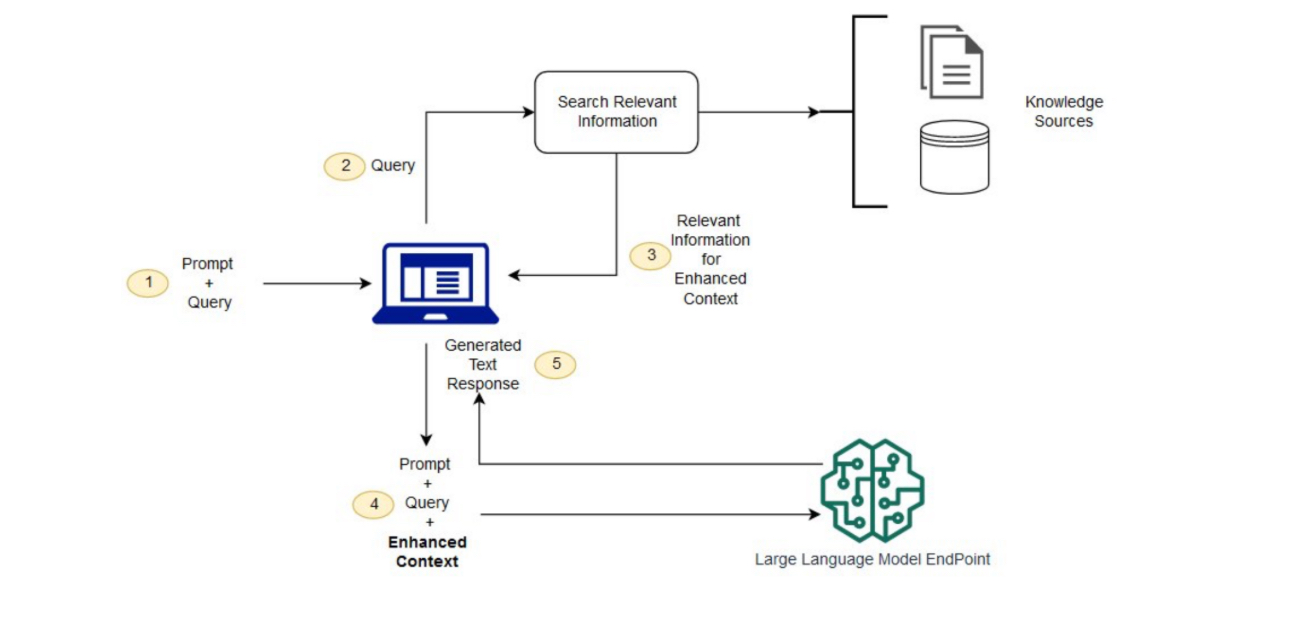 1
Prompt
+
Query
2
Query
Search Relevant
Information
Knowledge
Sources
3
Relevant
Information
for
Enhanced
Context
Generated
Text
Response
5
4
Prompt
+
Query
+
Enhanced
Context
Large Language Model EndPoint